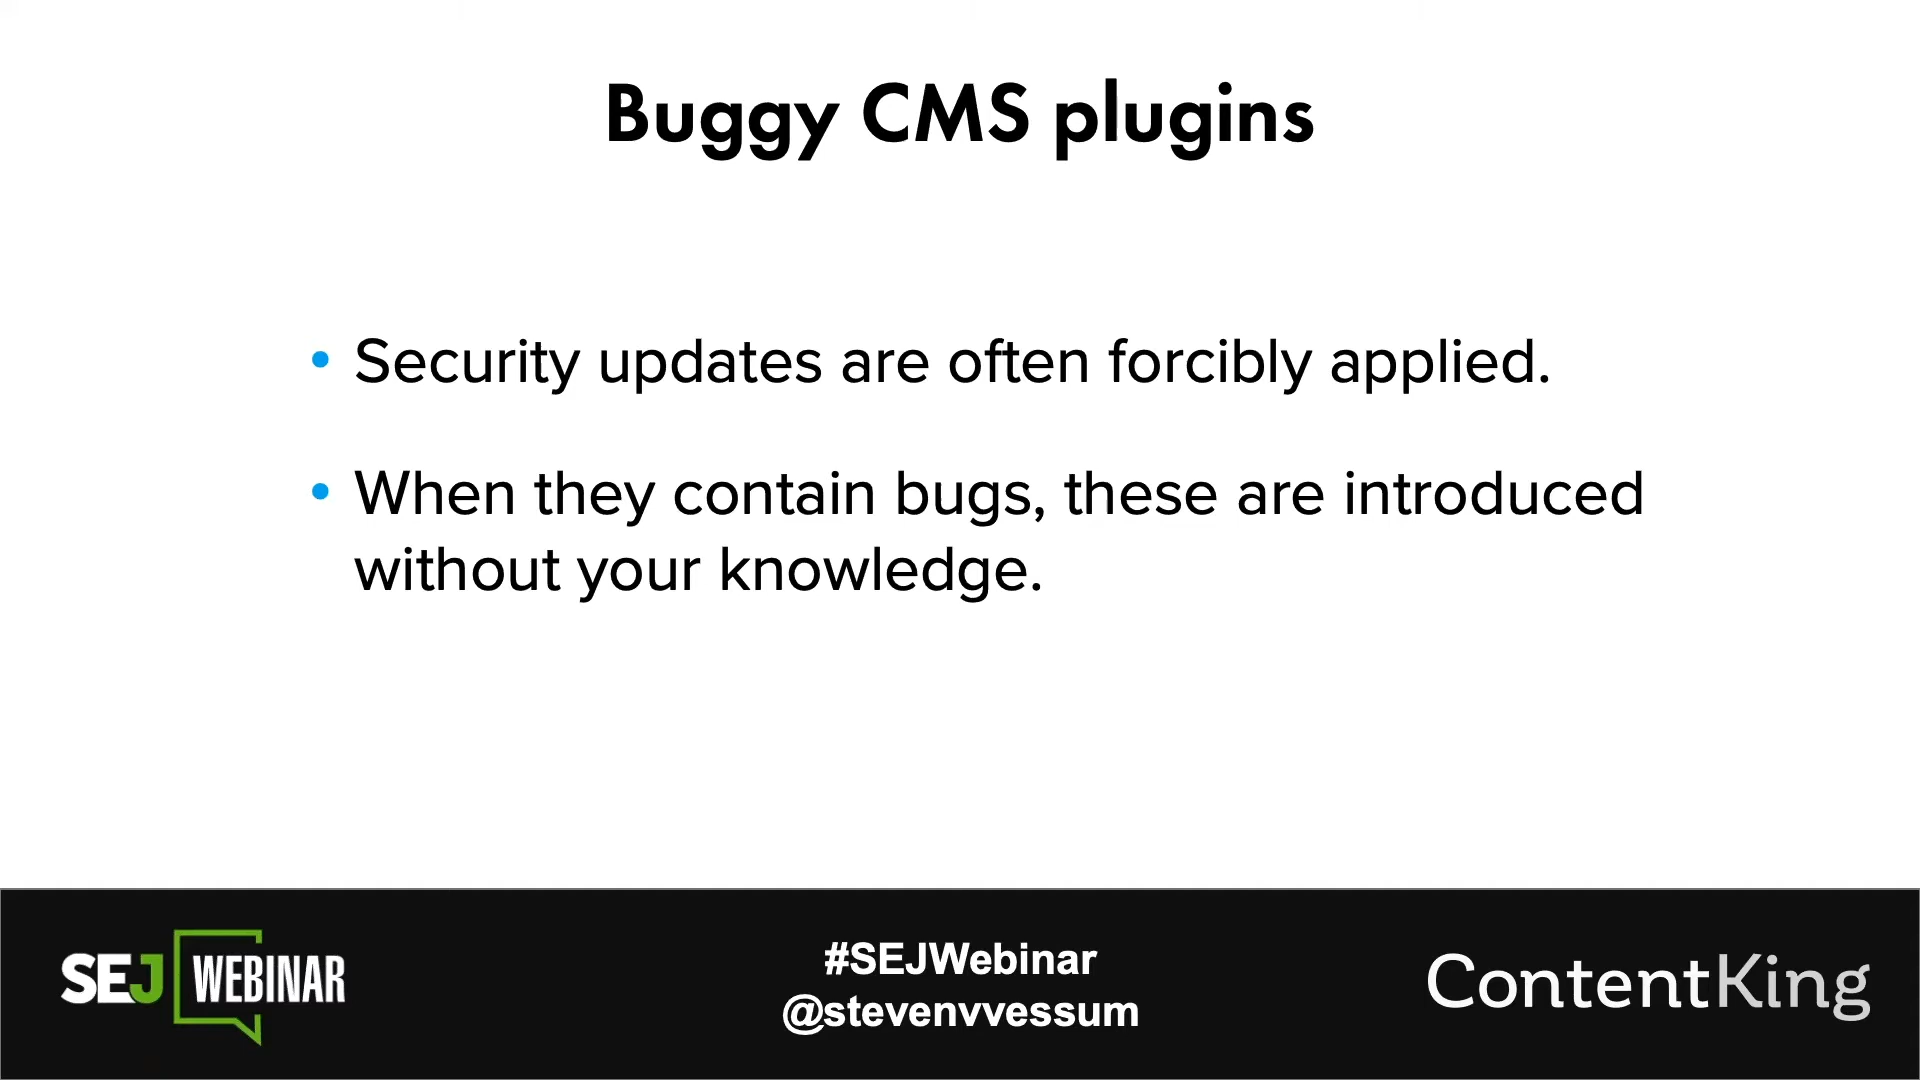 Buggy CMS plugins
• Security updates are often forcibly applied.
• When they contain bugs, these are introduced
without your knowledge.
SEJ WEBINAR
#SEJWebinar
@stevenvvessum
ContentKing